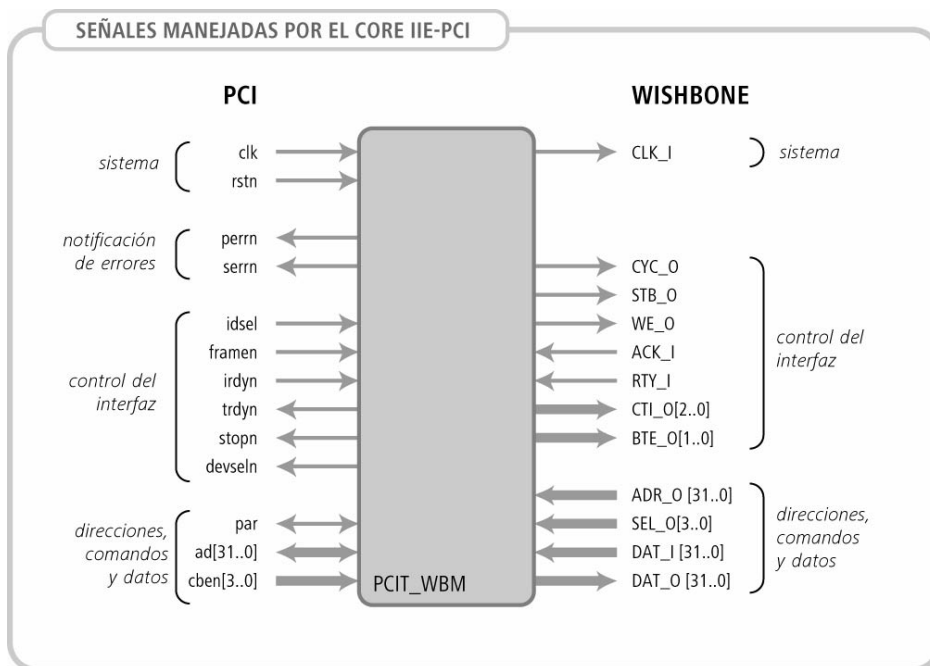 SEÑALES MANEJADAS POR EL CORE IIE-PCI
PCI
sistema
clk
rstn
notificación
de errores
perrn
serrn
control del
interfaz
idsel
framen
irdyn
trdyn
stopn
devseln
direcciones,
comandos
y datos
par
ad[31..0]
cben[3..0]
PCIT_WBM
WISHBONE
CLK_I
sistema
CYC_O
STB_O
WE_O
ACK_I
RTY_I
CTI_O[2..0]
BTE_O[1..0]
control del
interfaz
ADR_O [31..0]
SEL_O[3..0]
DAT_I [31..0]
DAT_O [31..0]
direcciones,
comandos
y datos